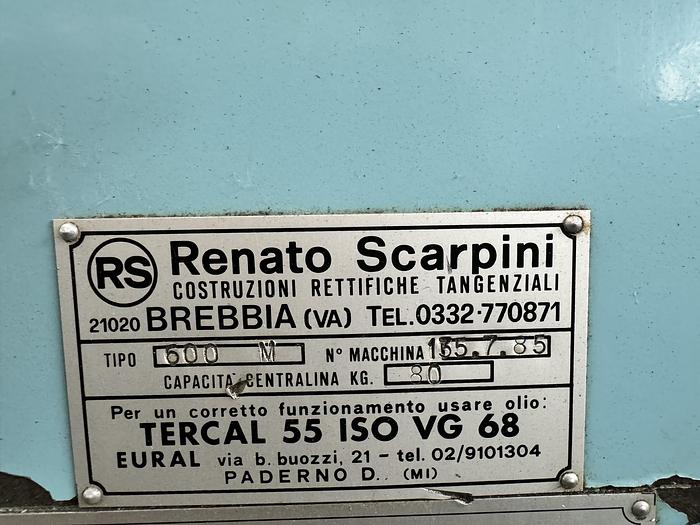 RS Renato Scarpini
COSTRUZIONI RETTIFICHE TANGENZIALI
21020 BREBBIA (VA) TEL.0332-770871
TIPO 600 M N° MACCHINA 135.7.85
CAPACITA' CENTRALINA KG. 80
Per un corretto funzionamento usare olio:
TERCAL 55 ISO VG 68
EURAL via b. buozzi, 21 - tel. 02/9101304
PADERNO D. (MI)